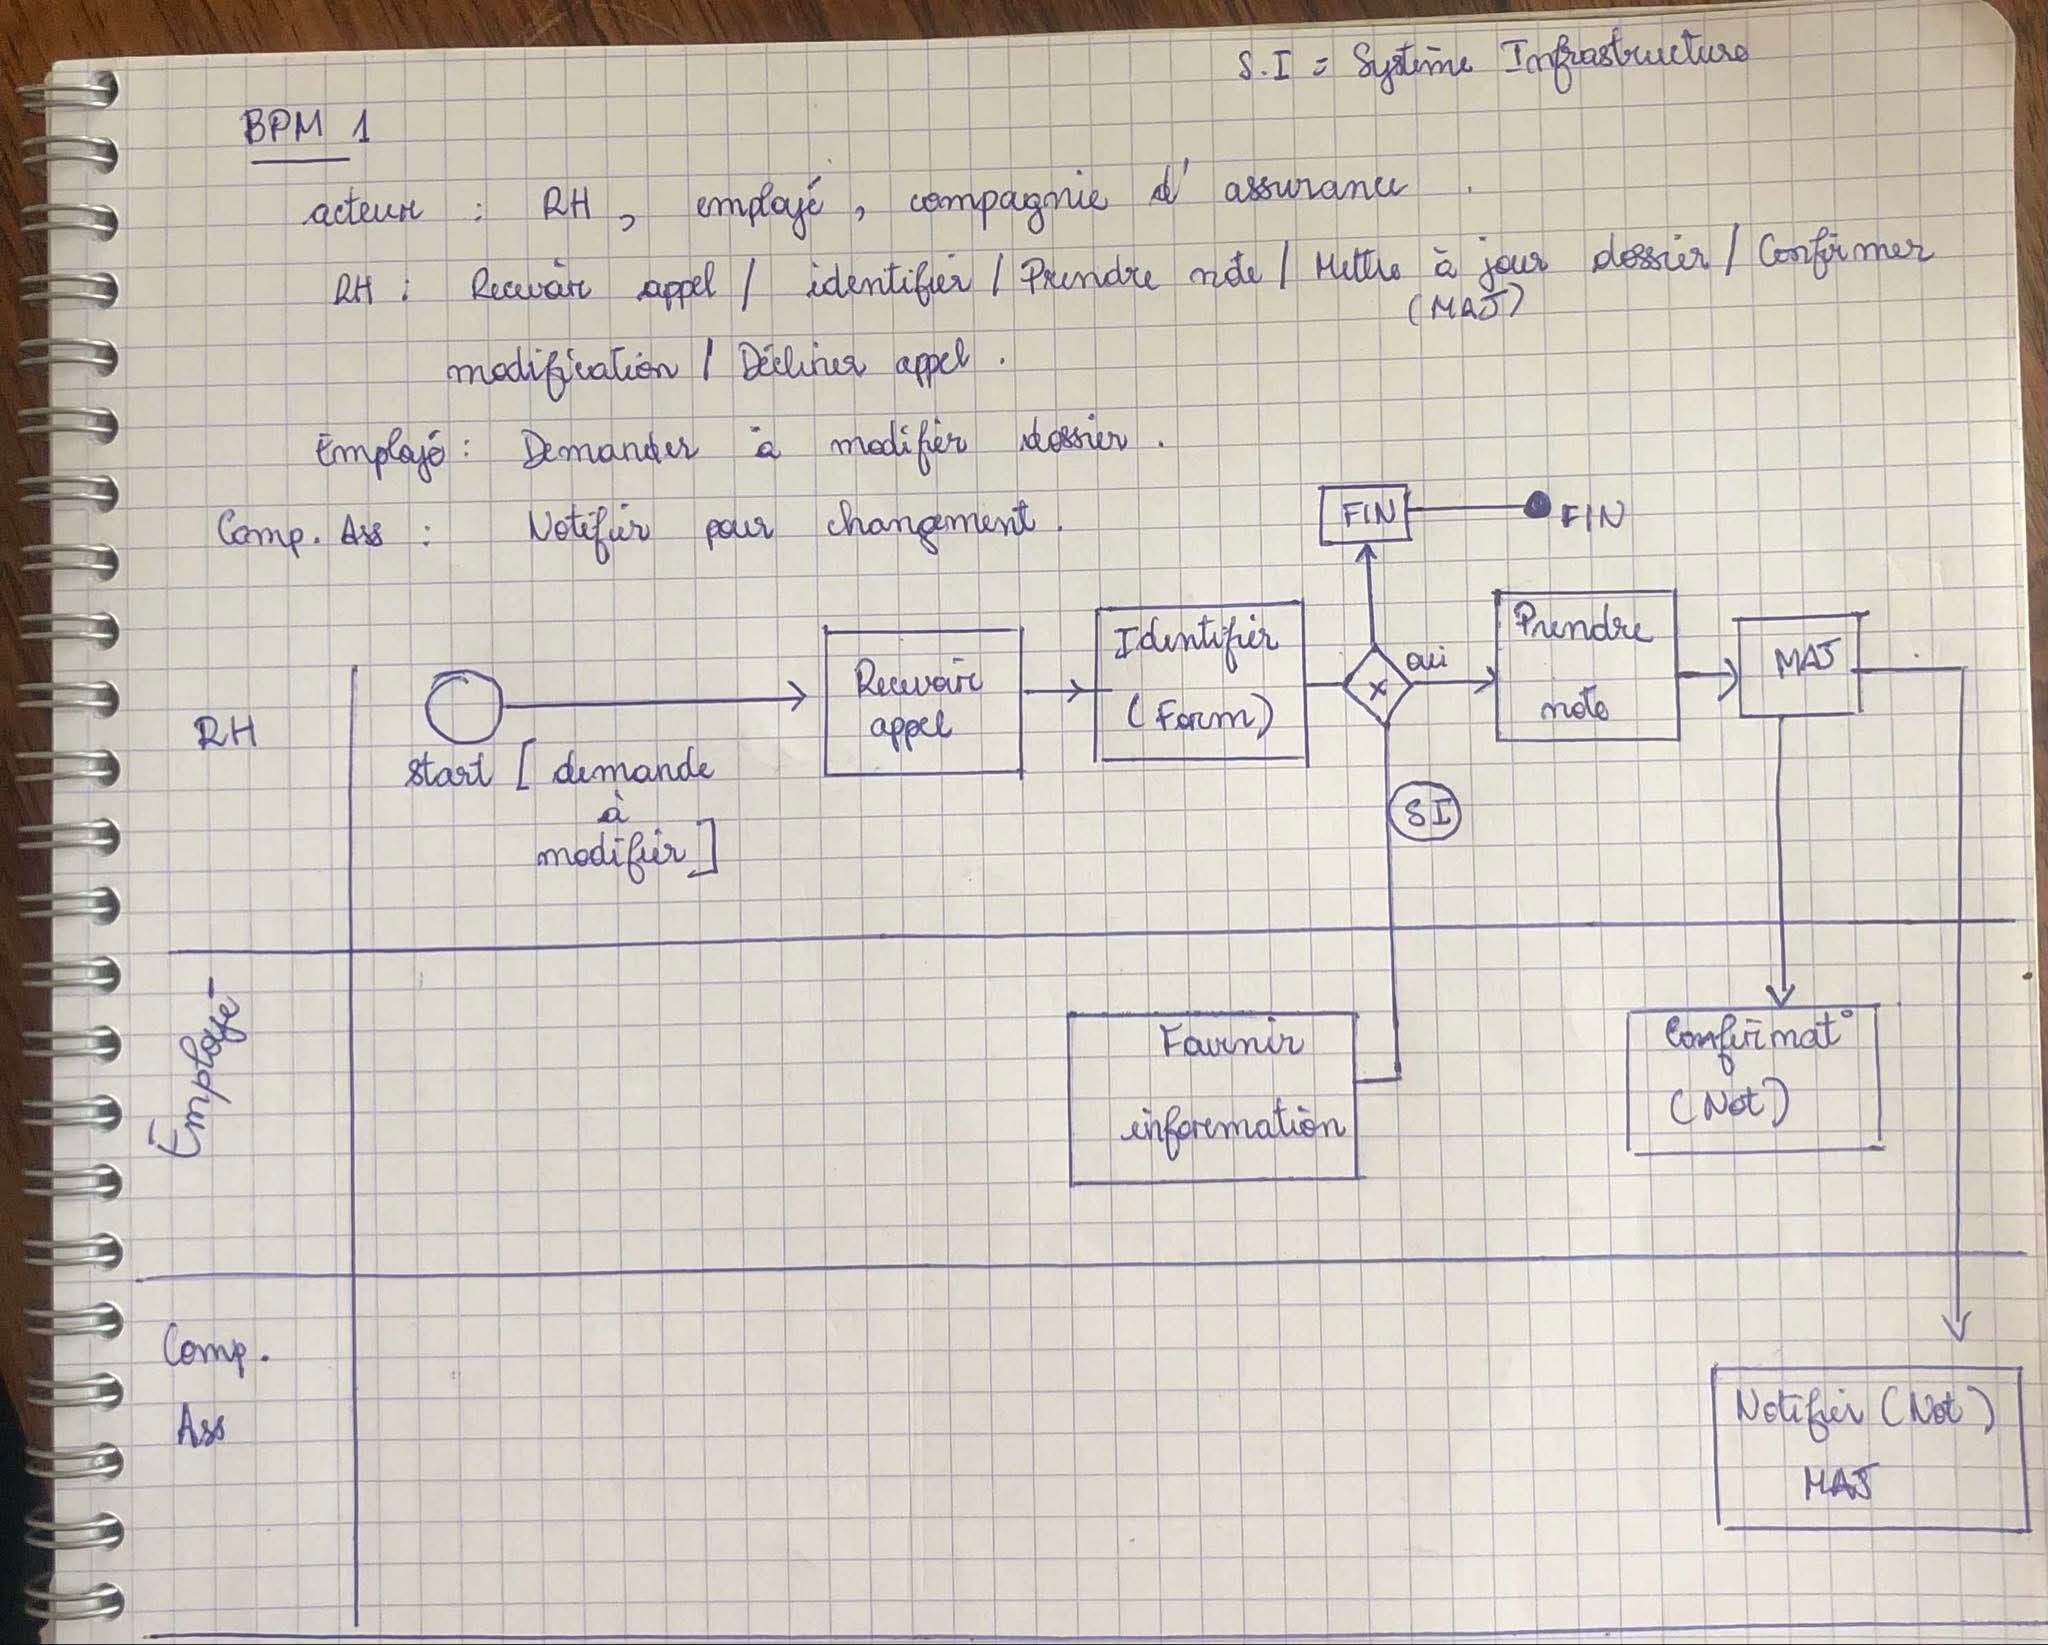 S.I = Système Infrastructure
BPM 1
acteur : RH, employé, compagnie d'assurance.
RH : Recevoir appel / identifier / Prendre note / Mettre à jour dossier / Confirmer
(MAJ)
modification / Décliner appel.
Employé : Demander à modifier dossier.
Comp. Ass : Notifier pour changement.
FIN
FIN
RH
start [demande
à
modifier]
Recevoir
appel
Identifier
(Form)
X
oui
SI
Prendre
note
MAJ
Employé
Fournir
information
Confirmat°
(Not)
Comp.
Ass
Notifier (Not)
MAJ